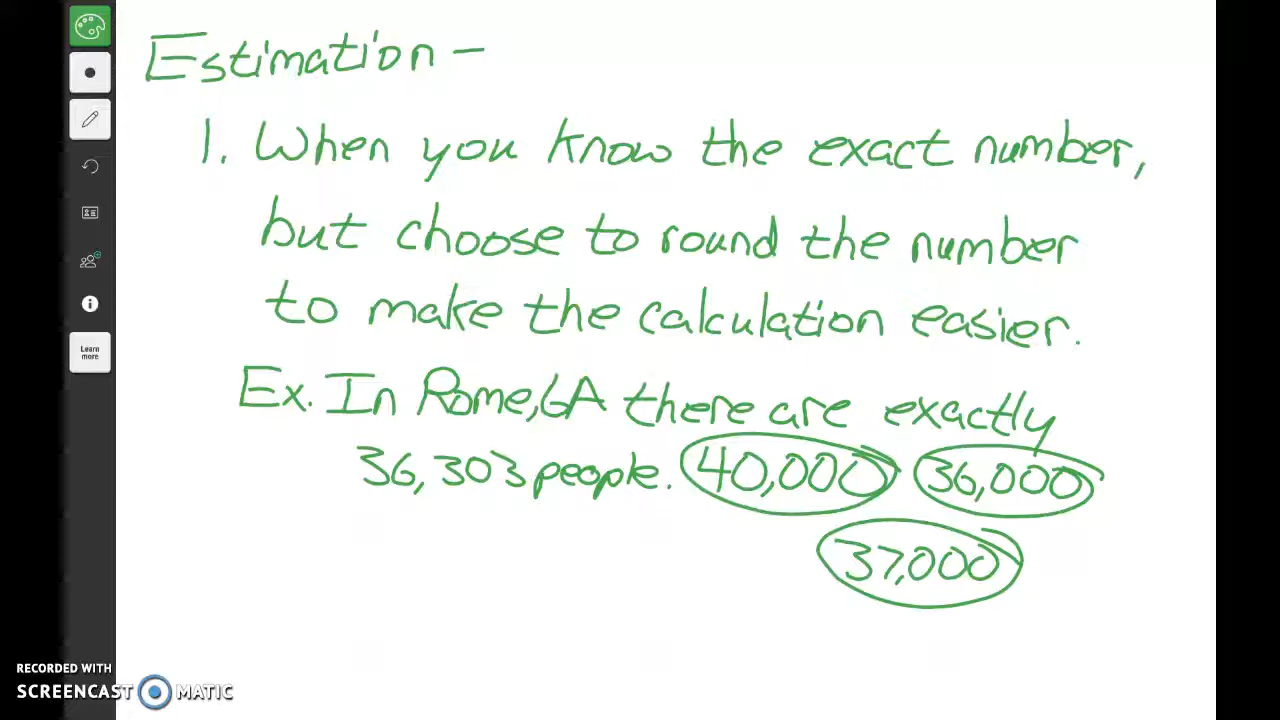 Estimation -
1. When you know the exact number,
but choose to round the number
to make the calculation easier.
Ex. In Rome, GA there are exactly
36,303 people. 40,000 36,000
37,000
Learn
more
RECORDED WITH
SCREENCAST MATIC